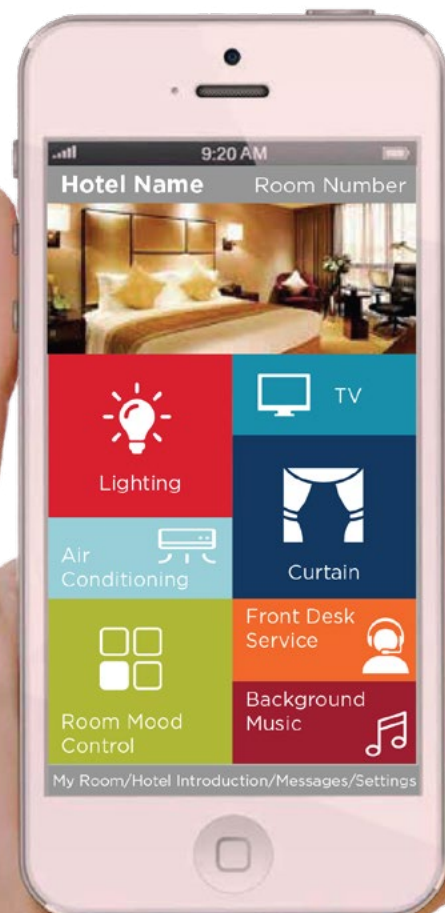 9:20 AM
Hotel Name Room Number
TV
Lighting
Curtain
Air
Conditioning
Front Desk
Service
Room Mood
Control
Background
Music
My Room/Hotel Introduction/Messages/Settings